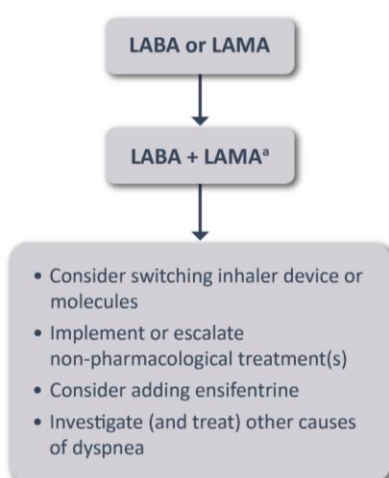 LABA or LAMA
LABA + LAMAᵃ
• Consider switching inhaler device or
molecules
• Implement or escalate
non-pharmacological treatment(s)
• Consider adding ensifentrine
• Investigate (and treat) other causes
of dyspnea